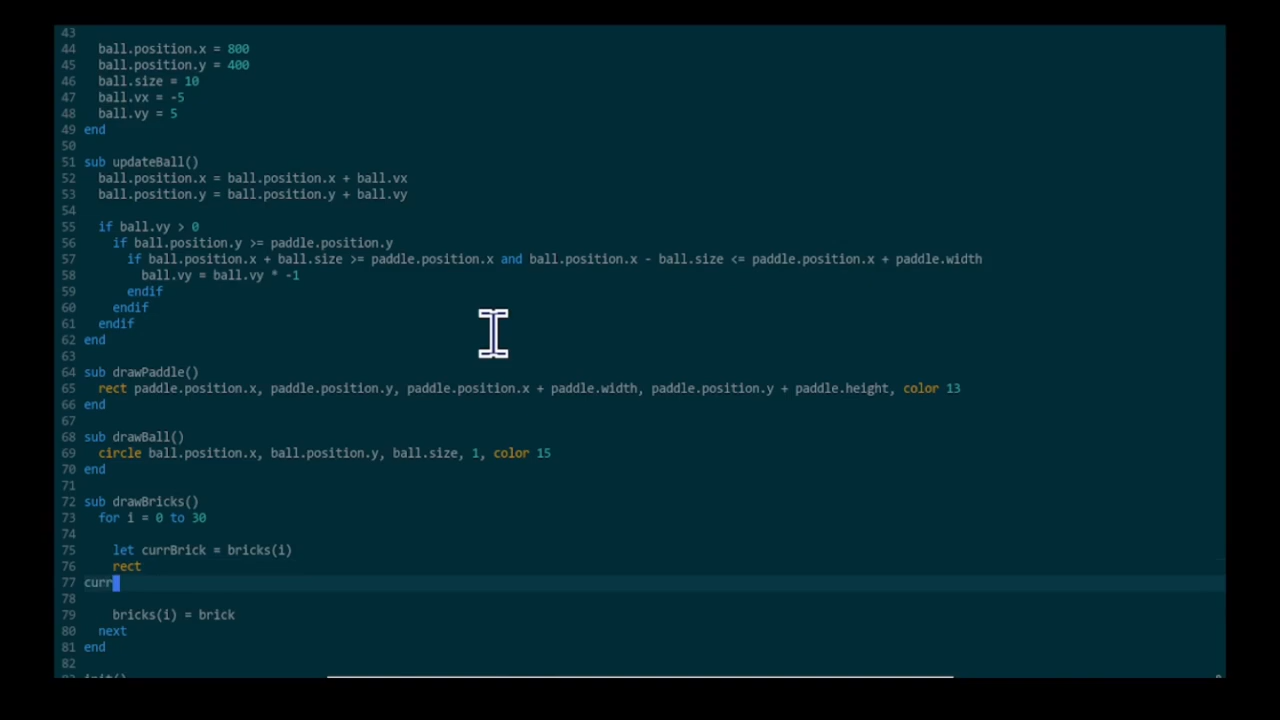 43
44 ball.position.x = 800
45 ball.position.y = 400
46 ball.size = 10
47 ball.vx = -5
48 ball.vy = 5
49 end
50
51 sub updateBall()
52 ball.position.x = ball.position.x + ball.vx
53 ball.position.y = ball.position.y + ball.vy
54
55 if ball.vy > 0
56 if ball.position.y >= paddle.position.y
57 if ball.position.x + ball.size >= paddle.position.x and ball.position.x - ball.size <= paddle.position.x + paddle.width
58 ball.vy = ball.vy * -1
59 endif
60 endif
61 endif
62 end
63
64 sub drawPaddle()
65 rect paddle.position.x, paddle.position.y, paddle.position.x + paddle.width, paddle.position.y + paddle.height, color 13
66 end
67
68 sub drawBall()
69 circle ball.position.x, ball.position.y, ball.size, 1, color 15
70 end
71
72 sub drawBricks()
73 for i = 0 to 30
74
75 let currBrick = bricks(i)
76 rect
77 curr
78
79 bricks(i) = brick
80 next
81 end
82